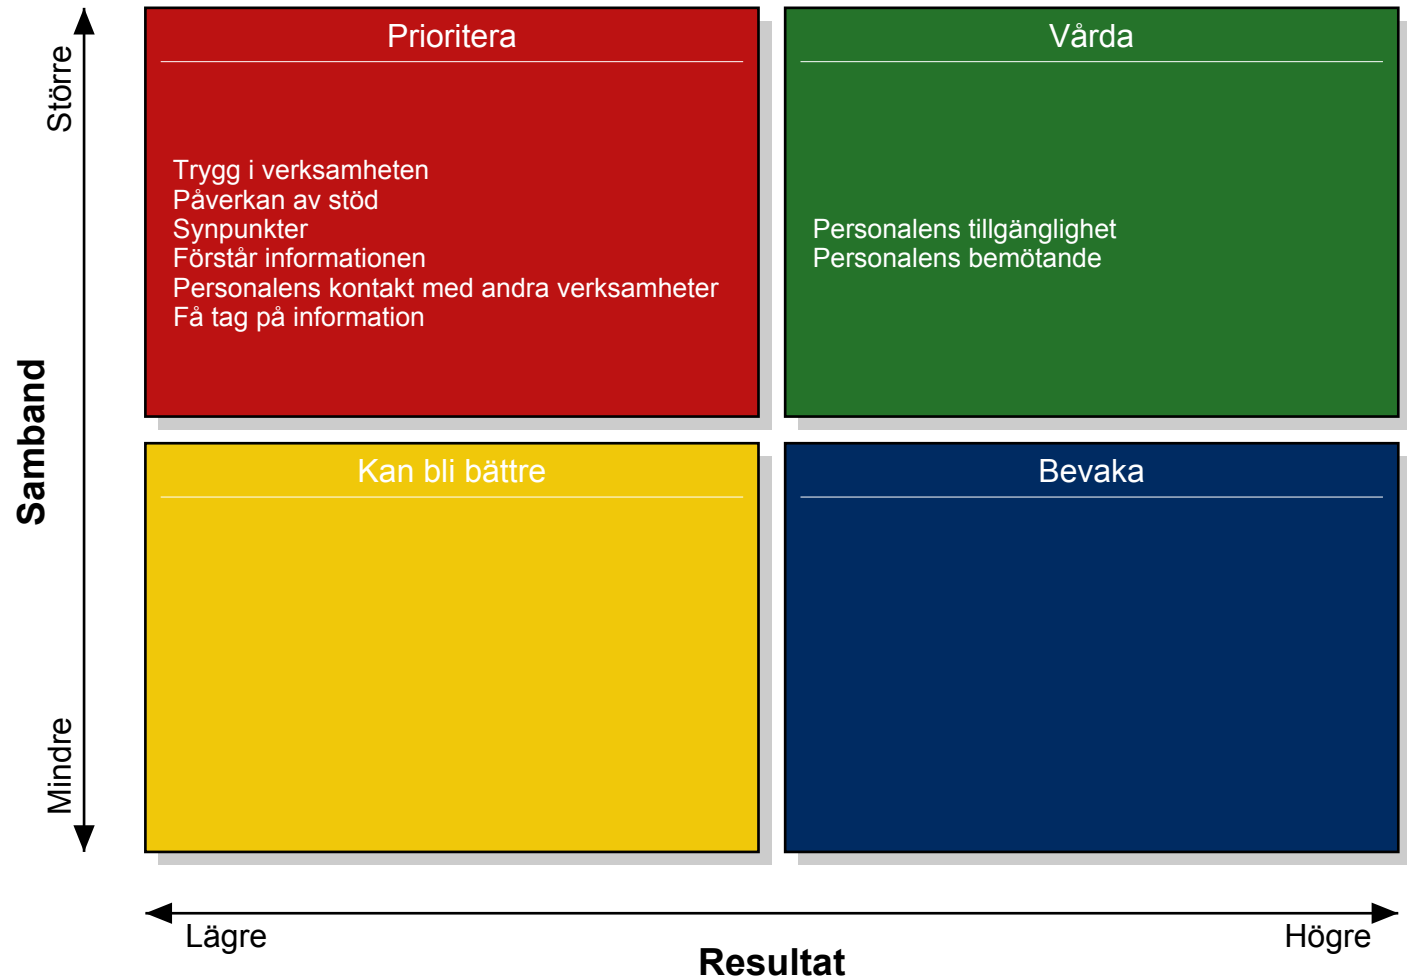 Större
Samband
Mindre
Prioritera
Trygg i verksamheten
Påverkan av stöd
Synpunkter
Förstår informationen
Personalens kontakt med andra verksamheter
Få tag på information
Vårda
Personalens tillgänglighet
Personalens bemötande
Kan bli bättre
Bevaka
Lägre
Högre
Resultat